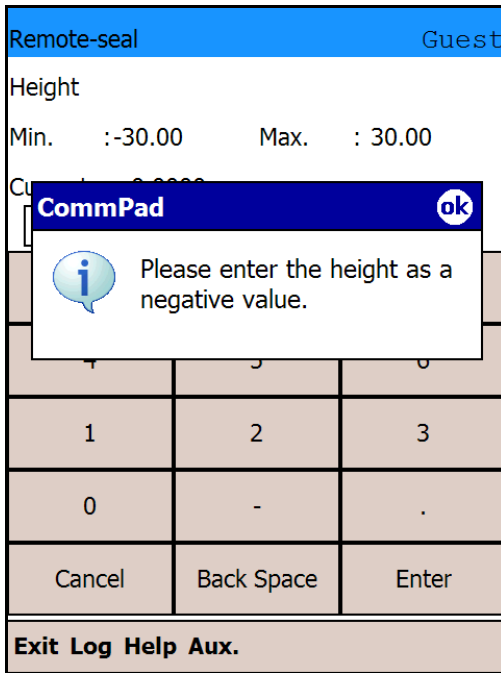 Remote-seal Guest
Height
Min. :-30.00 Max. : 30.00
CommPad ok
Please enter the height as a
negative value.
1 2 3
0 - .
Cancel Back Space Enter
Exit Log Help Aux.